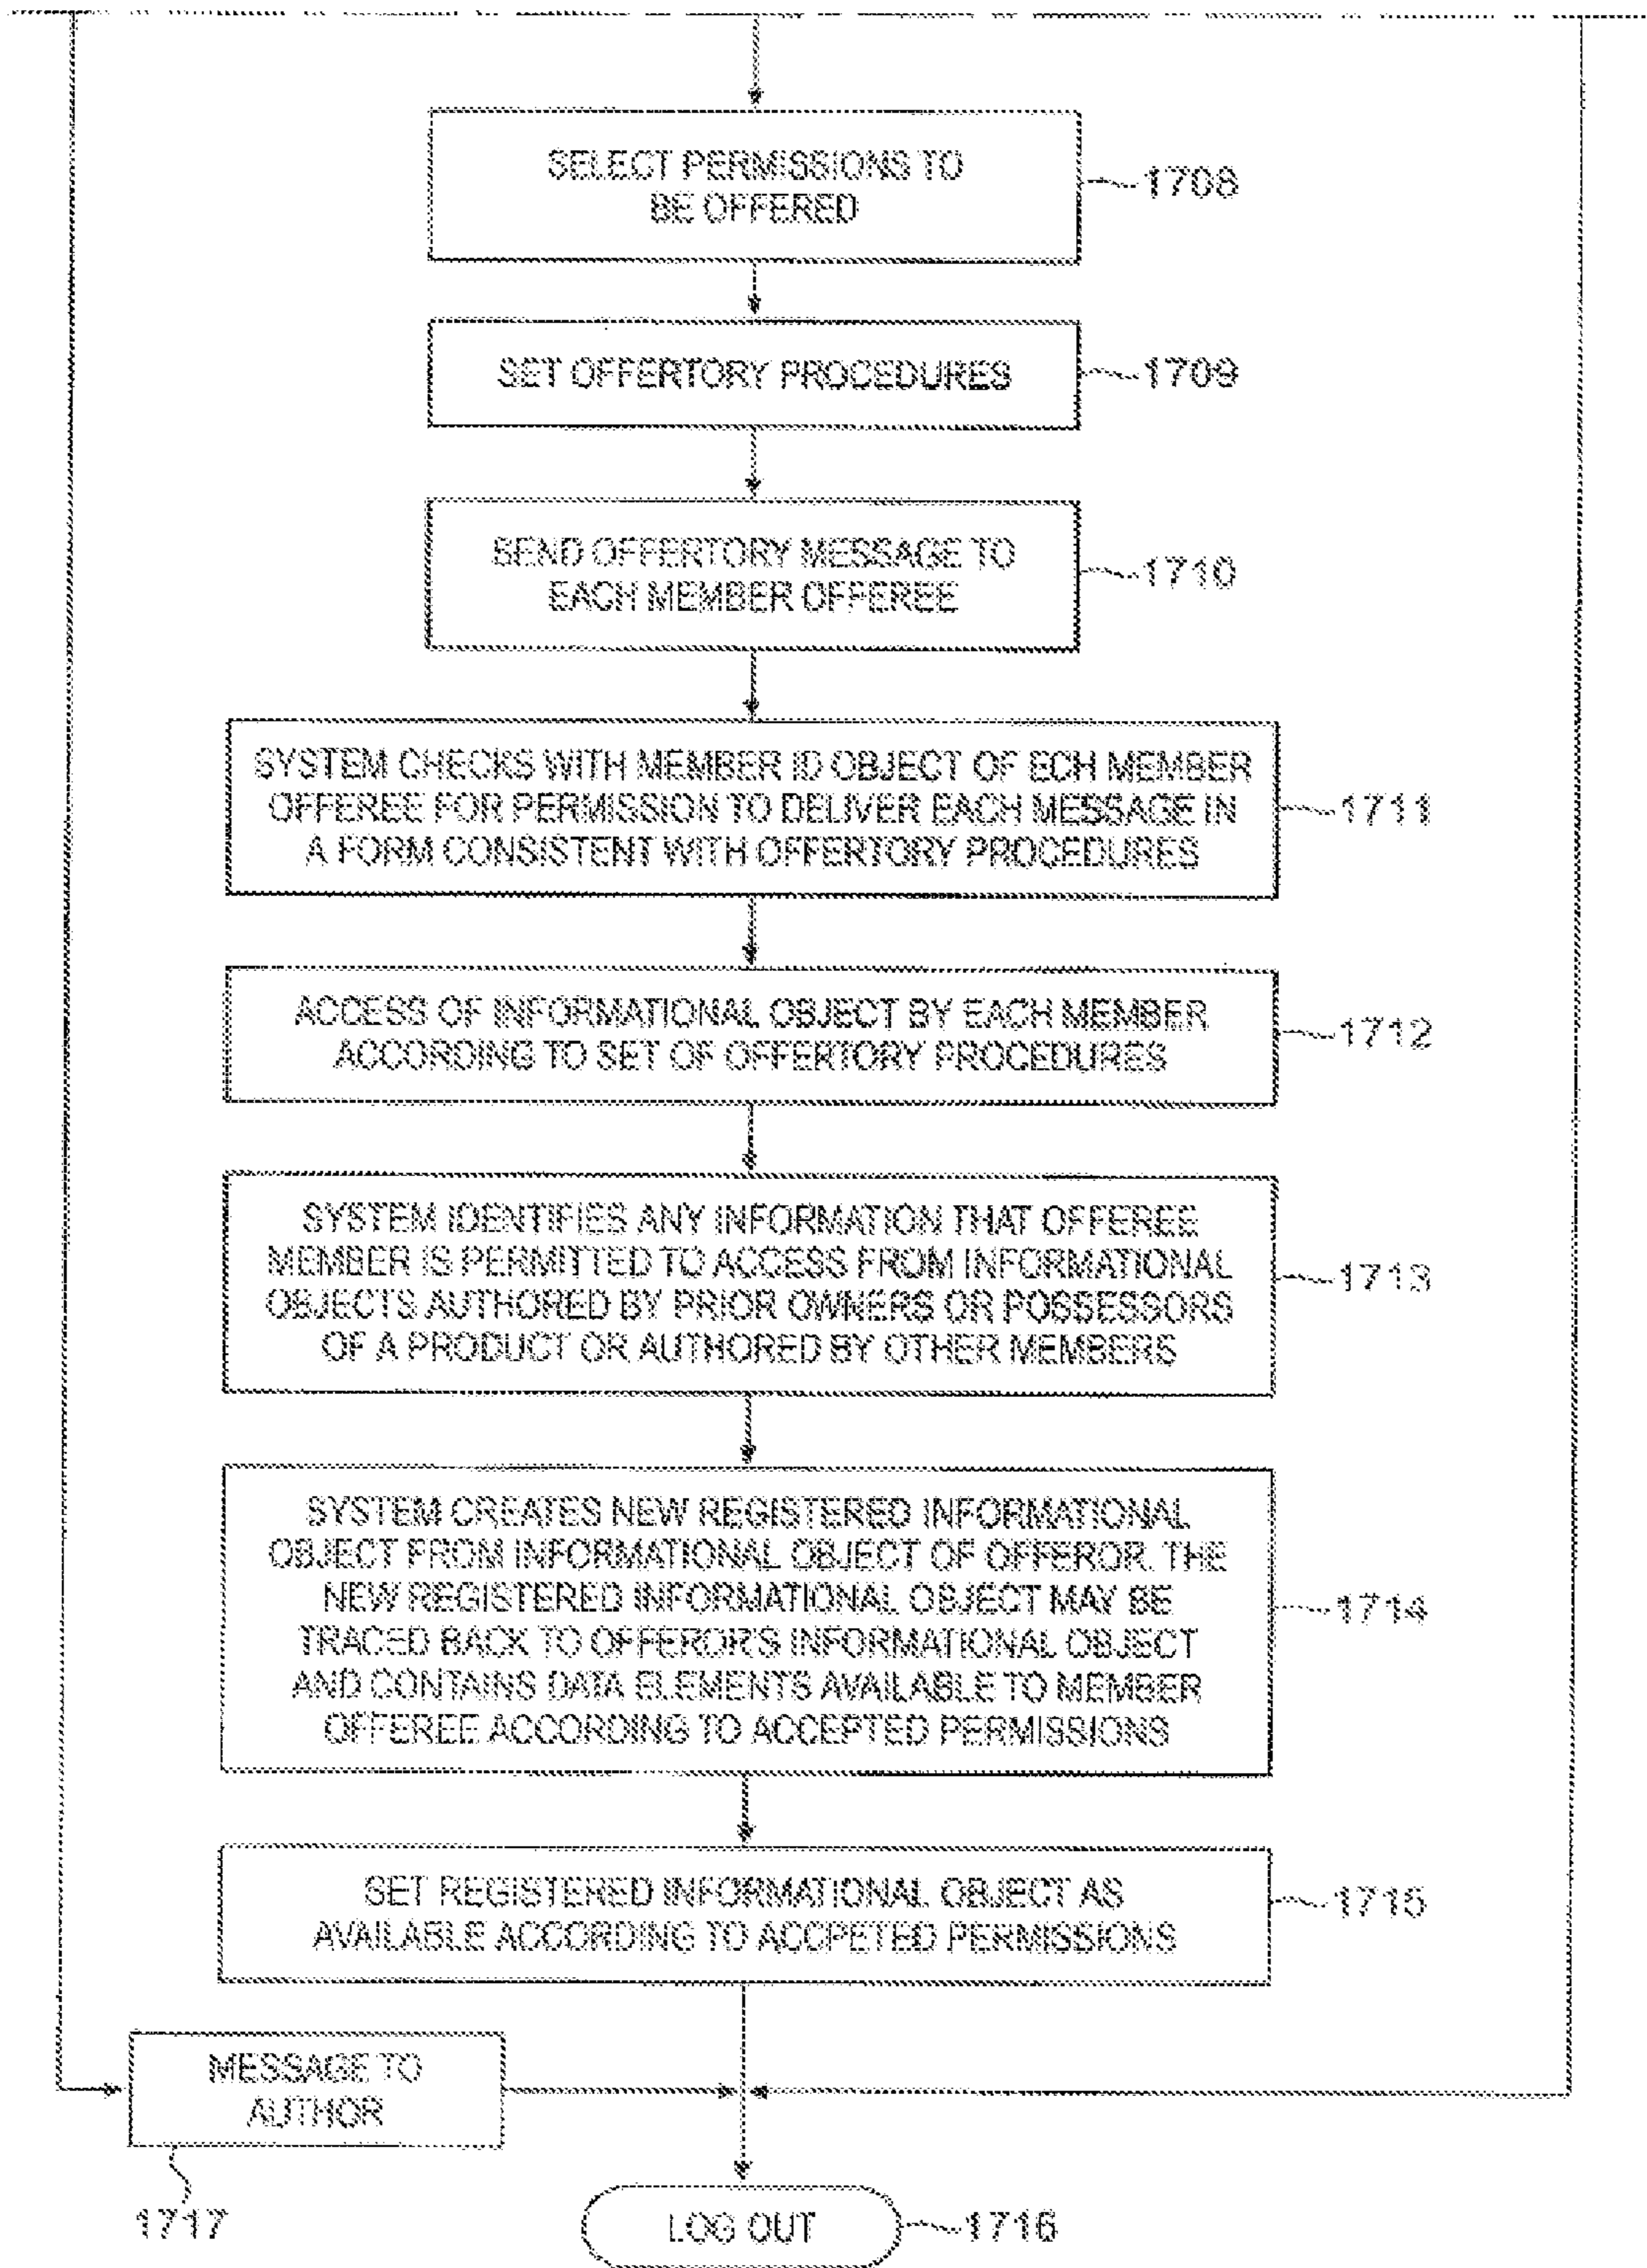 SELECT PERMISSIONS TO
BE OFFERED
1708
SET OFFERTORY PROCEDURES
1709
SEND OFFERTORY MESSAGE TO
EACH MEMBER OFFEREE
1710
SYSTEM CHECKS WITH MEMBER ID OBJECT OF ECH MEMBER
OFFEREE FOR PERMISSION TO DELIVER EACH MESSAGE IN
A FORM CONSISTENT WITH OFFERTORY PROCEDURES
1711
ACCESS OF INFORMATIONAL OBJECT BY EACH MEMBER
ACCORDING TO SET OF OFFERTORY PROCEDURES
1712
SYSTEM IDENTIFIES ANY INFORMATION THAT OFFEREE
MEMBER IS PERMITTED TO ACCESS FROM INFORMATIONAL
OBJECTS AUTHORED BY PRIOR OWNERS OR POSSESSORS
OF A PRODUCT OR AUTHORED BY OTHER MEMBERS
1713
SYSTEM CREATES NEW REGISTERED INFORMATIONAL
OBJECT FROM INFORMATIONAL OBJECT OF OFFEROR. THE
NEW REGISTERED INFORMATIONAL OBJECT MAY BE
TRACED BACK TO OFFEROR'S INFORMATIONAL OBJECT
AND CONTAINS DATA ELEMENTS AVAILABLE TO MEMBER
OFFEREE ACCORDING TO ACCEPTED PERMISSIONS
1714
SET REGISTERED INFORMATIONAL OBJECT AS
AVAILABLE ACCORDING TO ACCPETED PERMISSIONS
1715
MESSAGE TO
AUTHOR
1717
LOG OUT
1716